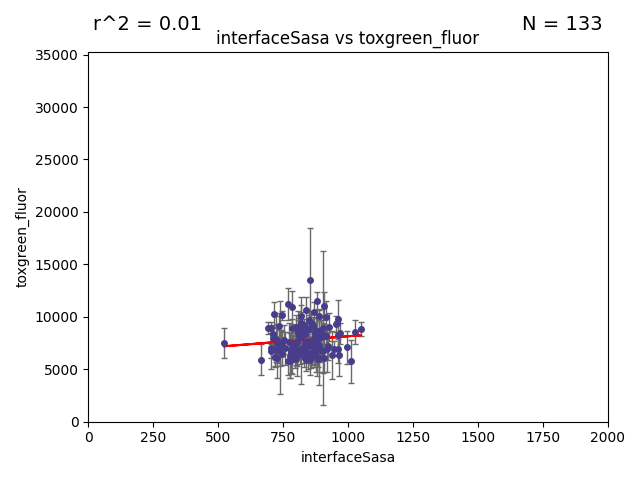 r^2 = 0.01
N = 133
interfaceSasa vs toxgreen_fluor
35000
30000
25000
20000
15000
10000
5000
0
toxgreen_fluor
0 250 500 750 1000 1250 1500 1750 2000
interfaceSasa